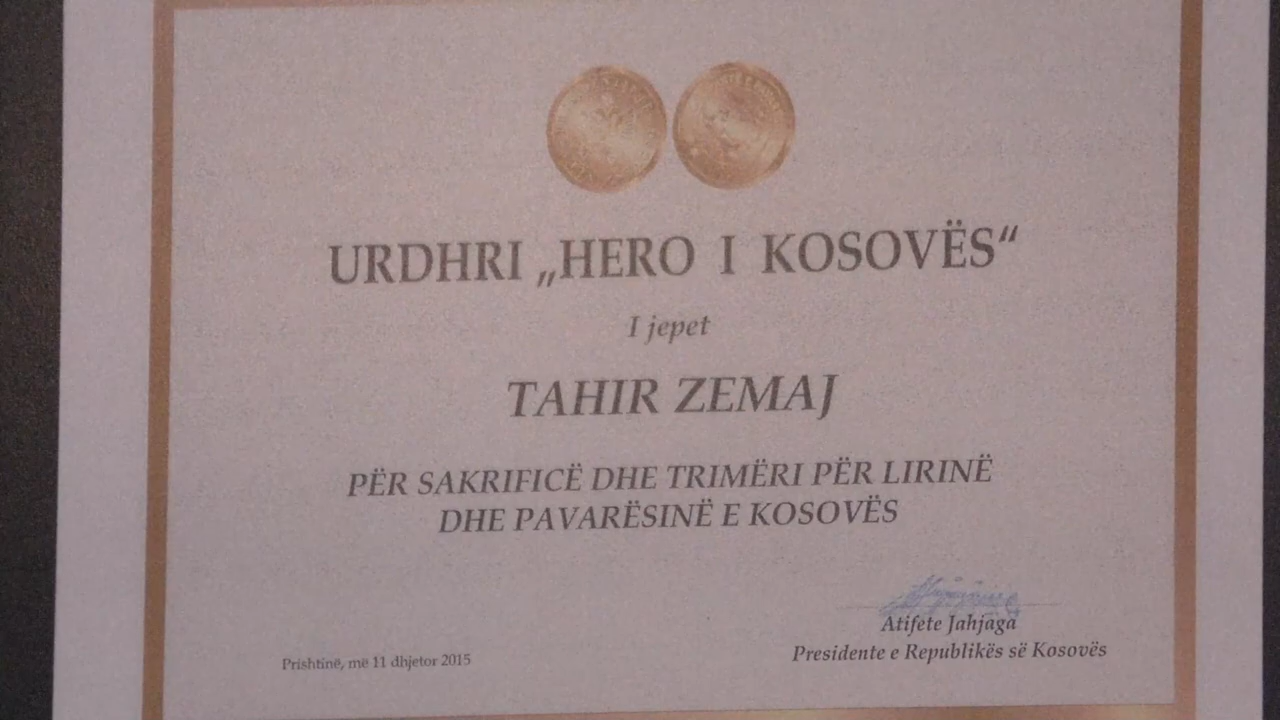 URDHRI „HERO I KOSOVËS“
I jepet
TAHIR ZEMAJ
PËR SAKRIFICË DHE TRIMËRI PËR LIRINË
DHE PAVARËSINË E KOSOVËS
Atifete Jahjaga
Presidente e Republikës së Kosovës
Prishtinë, më 11 dhjetor 2015